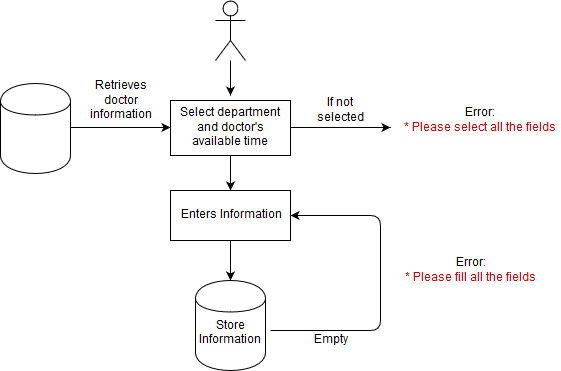 Retrieves
doctor
information
Select department
and doctor's
available time
If not
selected
Error:
* Please select all the fields
Enters Information
Error:
* Please fill all the fields
Store
Information
Empty